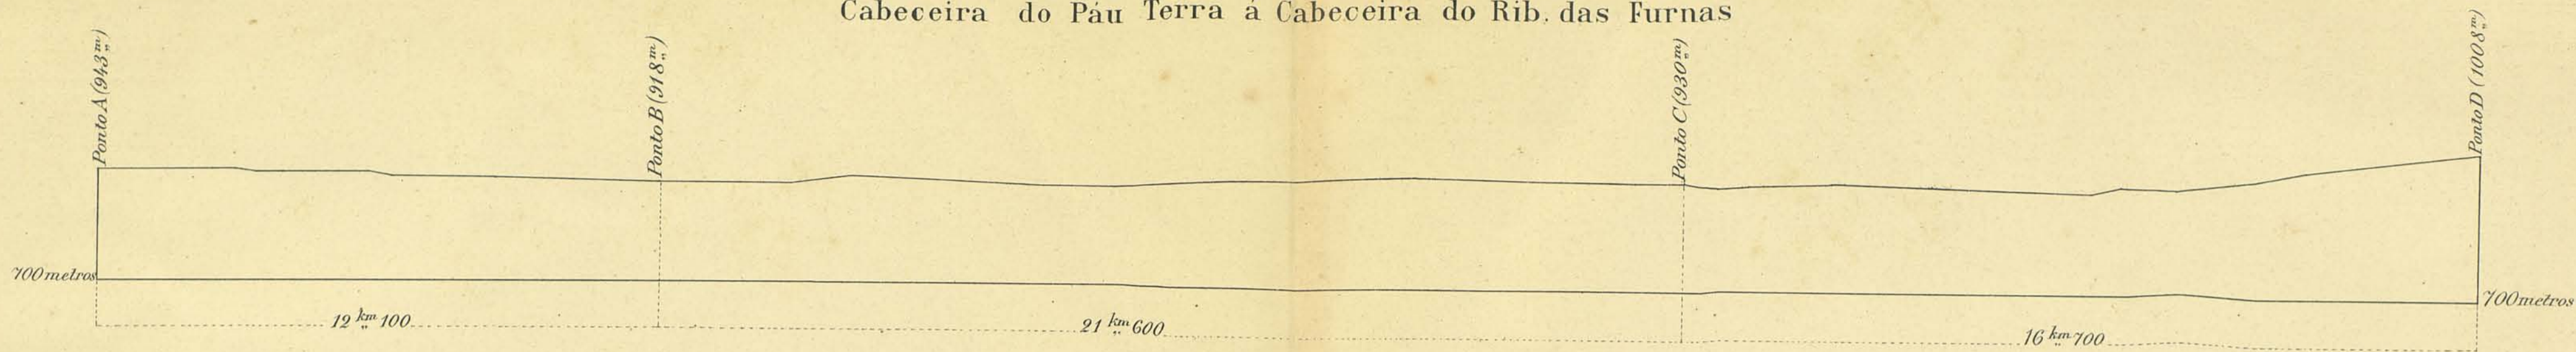 Cabeceira do Páu Terra á Cabeceira do Rib. das Furnas
Ponto A (943m)
Ponto B (918m)
Ponto C (930m)
Ponto D (1008m)
700 metros
700 metros
12 km 100
21 km 600
16 km 700